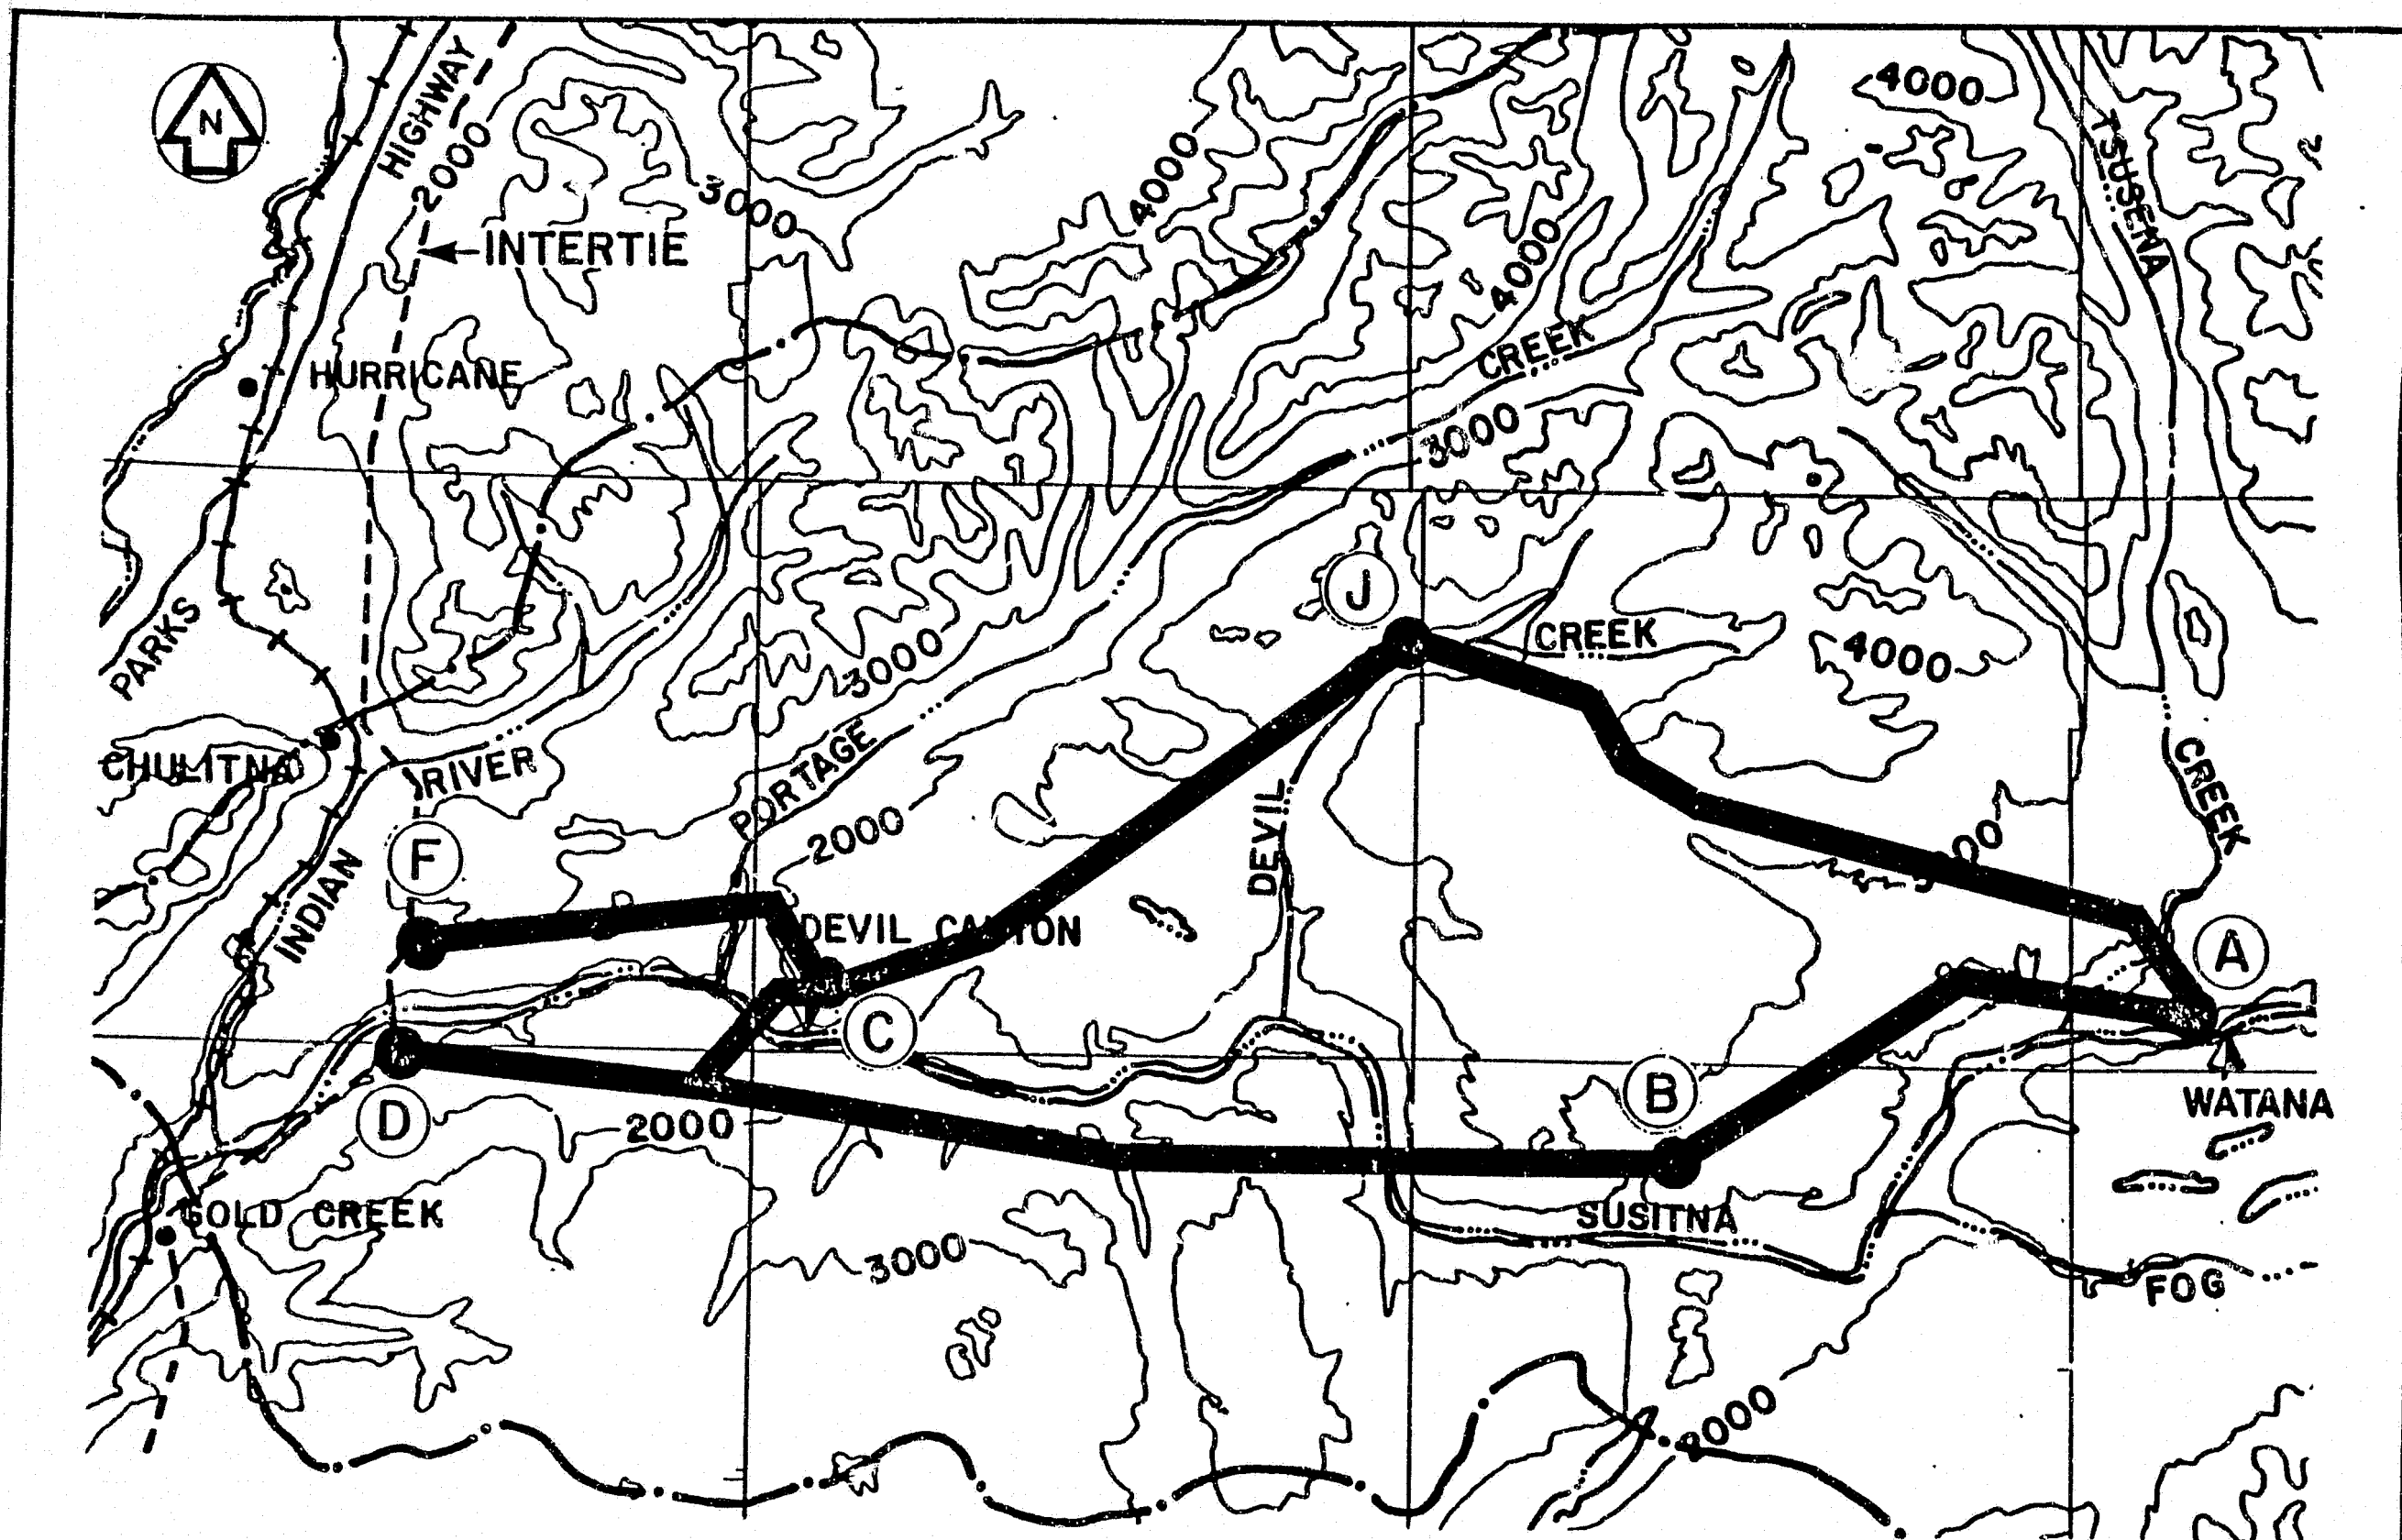 N
HIGHWAY
2000
INTERTIE
3000
4000
4000
4000
TSUSENA
HURRICANE
CREEK
3000
J
PARKS
CREEK
4000
3000
CHULITNA
RIVER
PORTAGE
2000
DEVIL
CREEK
F
INDIAN
DEVIL CANYON
A
C
B
D
WATANA
2000
SUSITNA
GOLD CREEK
3000
FOG